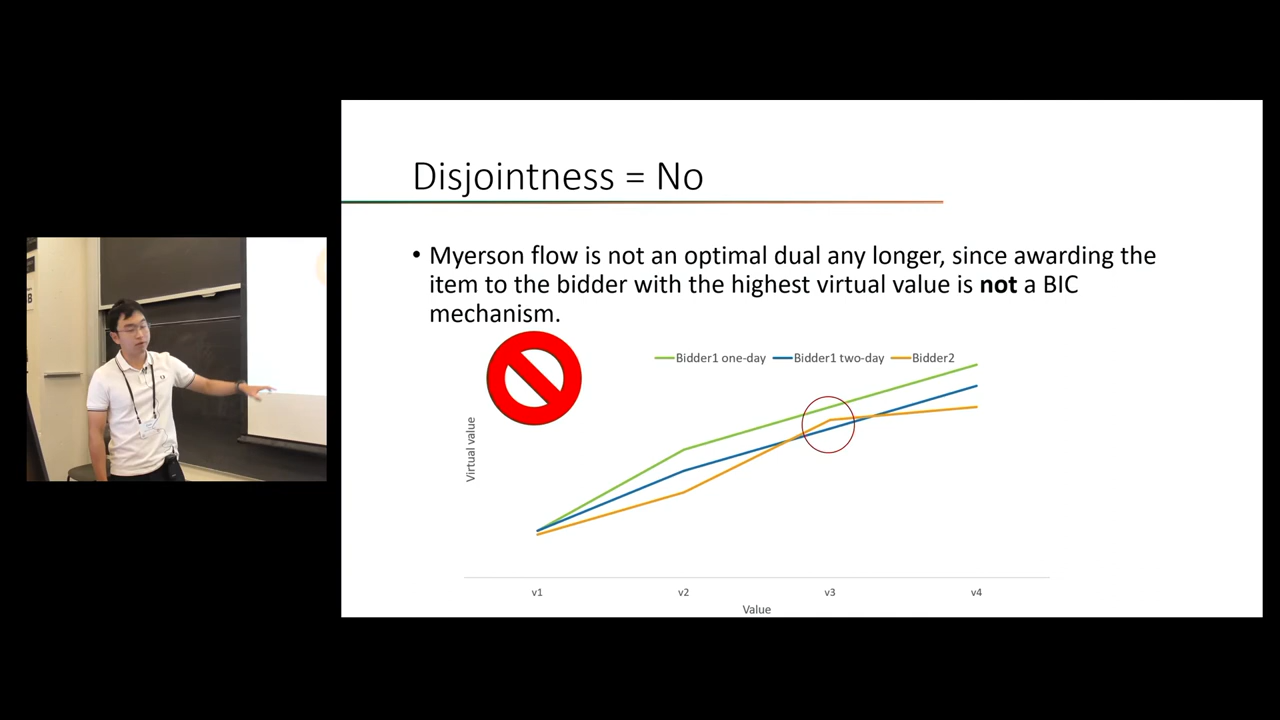 Disjointness = No
• Myerson flow is not an optimal dual any longer, since awarding the
item to the bidder with the highest virtual value is not a BIC
mechanism.
Bidder1 one-day Bidder1 two-day Bidder2
Virtual value
v1 v2 v3 v4
Value